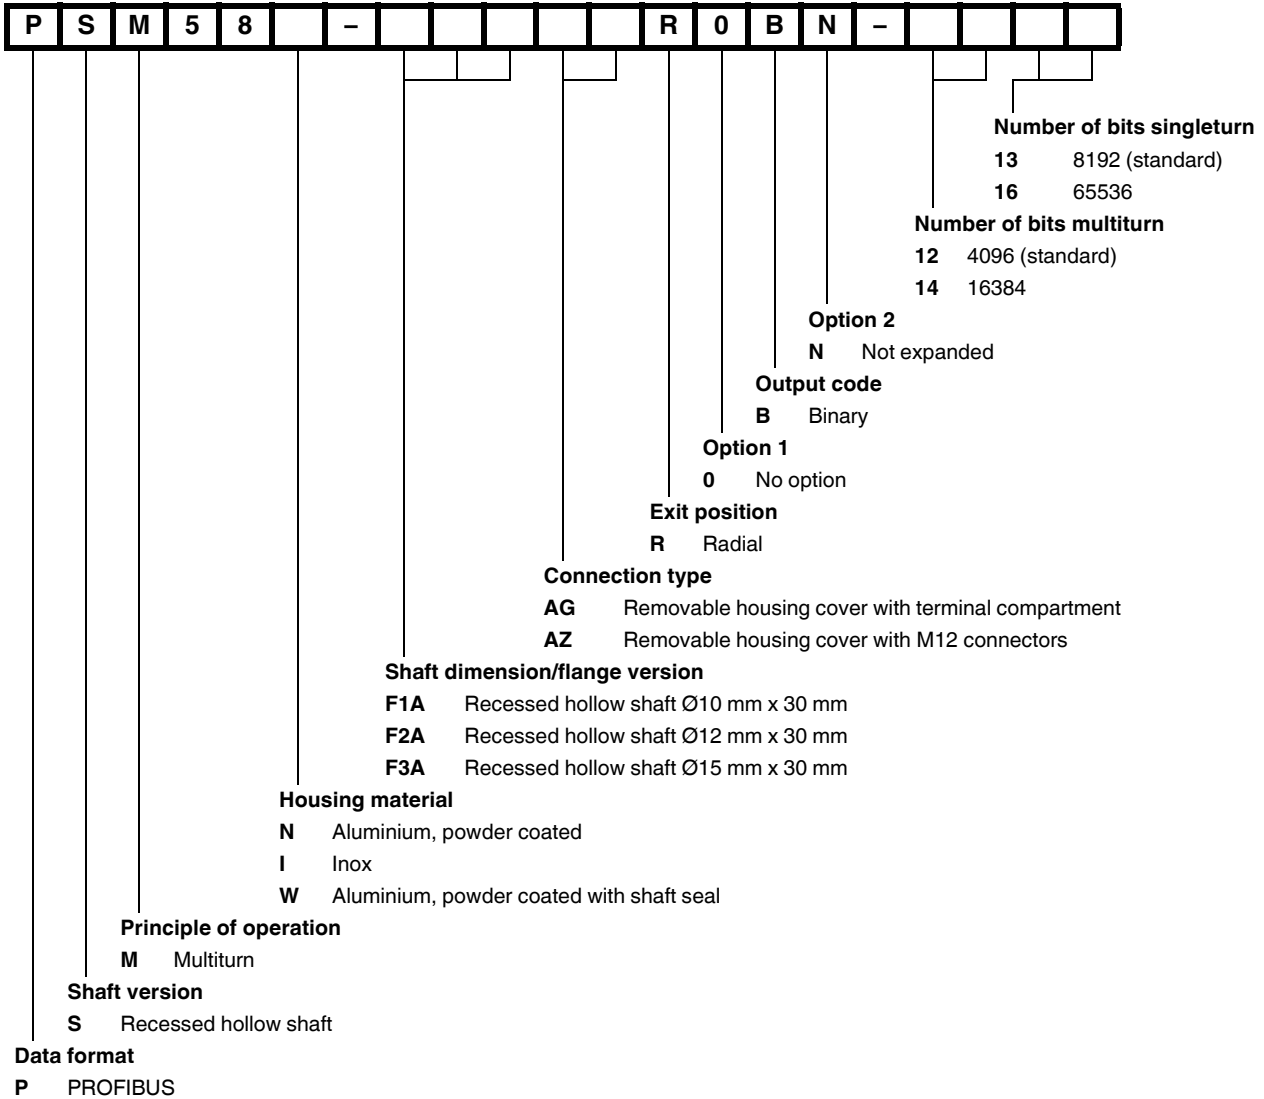 P S M 5 8 – R 0 B N –
Number of bits singleturn
13 8192 (standard)
16 65536
Number of bits multiturn
12 4096 (standard)
14 16384
Option 2
N Not expanded
Output code
B Binary
Option 1
0 No option
Exit position
R Radial
Connection type
AG Removable housing cover with terminal compartment
AZ Removable housing cover with M12 connectors
Shaft dimension/flange version
F1A Recessed hollow shaft Ø10 mm x 30 mm
F2A Recessed hollow shaft Ø12 mm x 30 mm
F3A Recessed hollow shaft Ø15 mm x 30 mm
Housing material
N Aluminium, powder coated
I Inox
W Aluminium, powder coated with shaft seal
Principle of operation
M Multiturn
Shaft version
S Recessed hollow shaft
Data format
P PROFIBUS